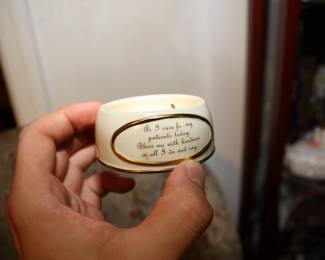 As I care for my
patients today
Bless me with kindness
in all I do and say.